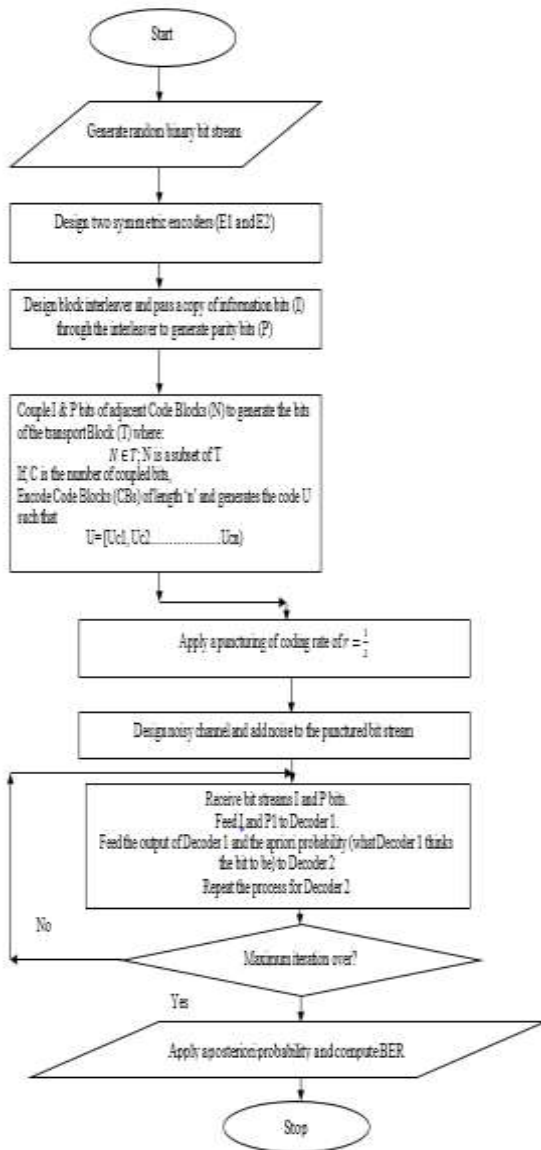 Start
Generate random binary bit stream
Design two symmetric encoders (E1 and E2)
Design block interleaver and pass a copy of information bits (I)
through the interleaver to generate parity bits (P)
Couple I & P bits of adjacent Code Blocks (N) to generate the bits
of the transport Block (T) where:
N ∈ T; N is a subset of T
If, C is the number of coupled bits,
Encode Code Blocks (CBs) of length ‘n’ and generates the code U
such that
U= [Uc1, Uc2..........................Ucn)
Apply a puncturing of coding rate of r =
Design noisy channel and add noise to the punctured bit stream
Receive bit streams I and P bits.
Feed I and P1 to Decoder 1.
Feed the output of Decoder 1 and the apriori probability (what Decoder 1 thinks
the bit to be) to Decoder 2
Repeat the process for Decoder 2
No
Maximum iteration over?
Yes
Apply a posteriori probability and compute BER
Stop